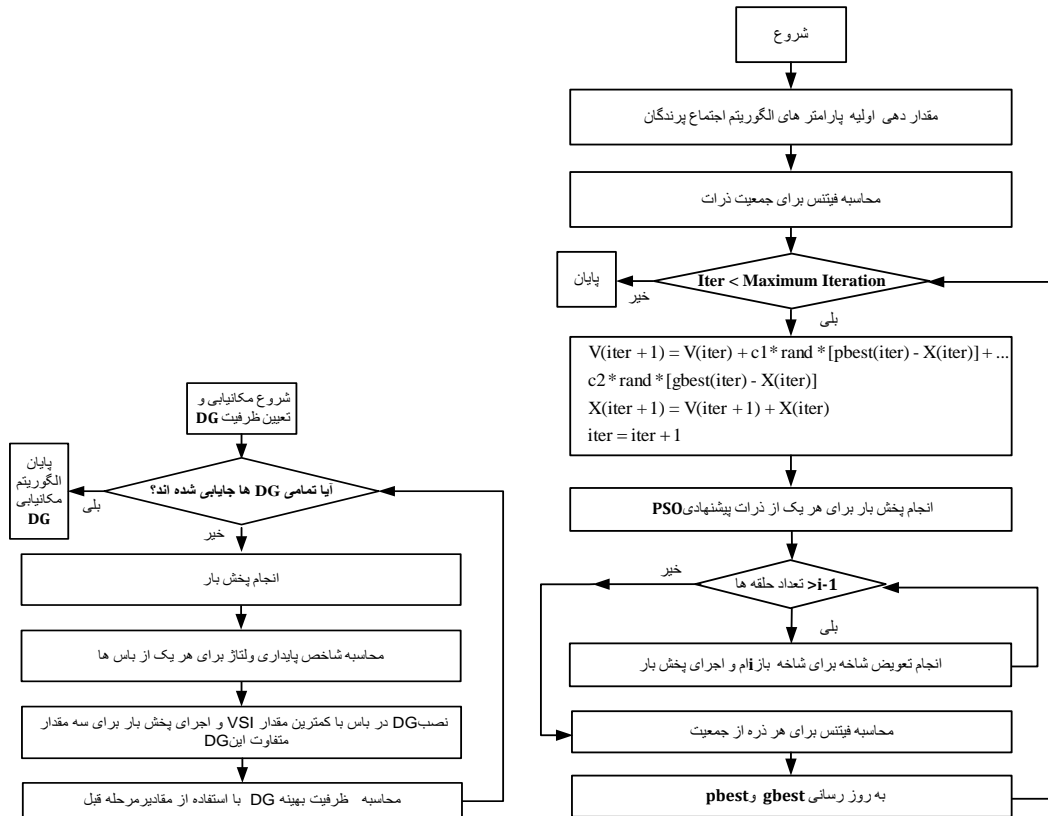 شروع
مقدار دهی اولیه پارامتر های الگوریتم اجتماع پرندگان
محاسبه فیتنس برای جمعیت ذرات
Iter < Maximum Iteration
خیر
پایان
بلی
V(iter + 1) = V(iter) + c1* rand * [pbest(iter) - X(iter)] + ...
c2 * rand * [gbest(iter) - X(iter)]
X(iter + 1) = V(iter + 1) + X(iter)
iter = iter + 1
انجام پخش بار برای هر یک از ذرات پیشنهادی PSO
i-1< تعداد حلقه ها
خیر
بلی
انجام تعویض شاخه برای شاخه باز iام و اجرای پخش بار
محاسبه فیتنس برای هر ذره از جمعیت
به روز رسانی gbest و pbest
شروع مکانیابی و
تعیین ظرفیت DG
آیا تمامی DG ها جایابی شده اند؟
بلی
پایان
الگوریتم
مکانیابی
DG
خیر
انجام پخش بار
محاسبه شاخص پایداری ولتاژ برای هر یک از باس ها
نصب DG در باس با کمترین مقدار VSI و اجرای پخش بار برای سه مقدار
متفاوت این DG
محاسبه ظرفیت بهینه DG با استفاده از مقادیر مرحله قبل